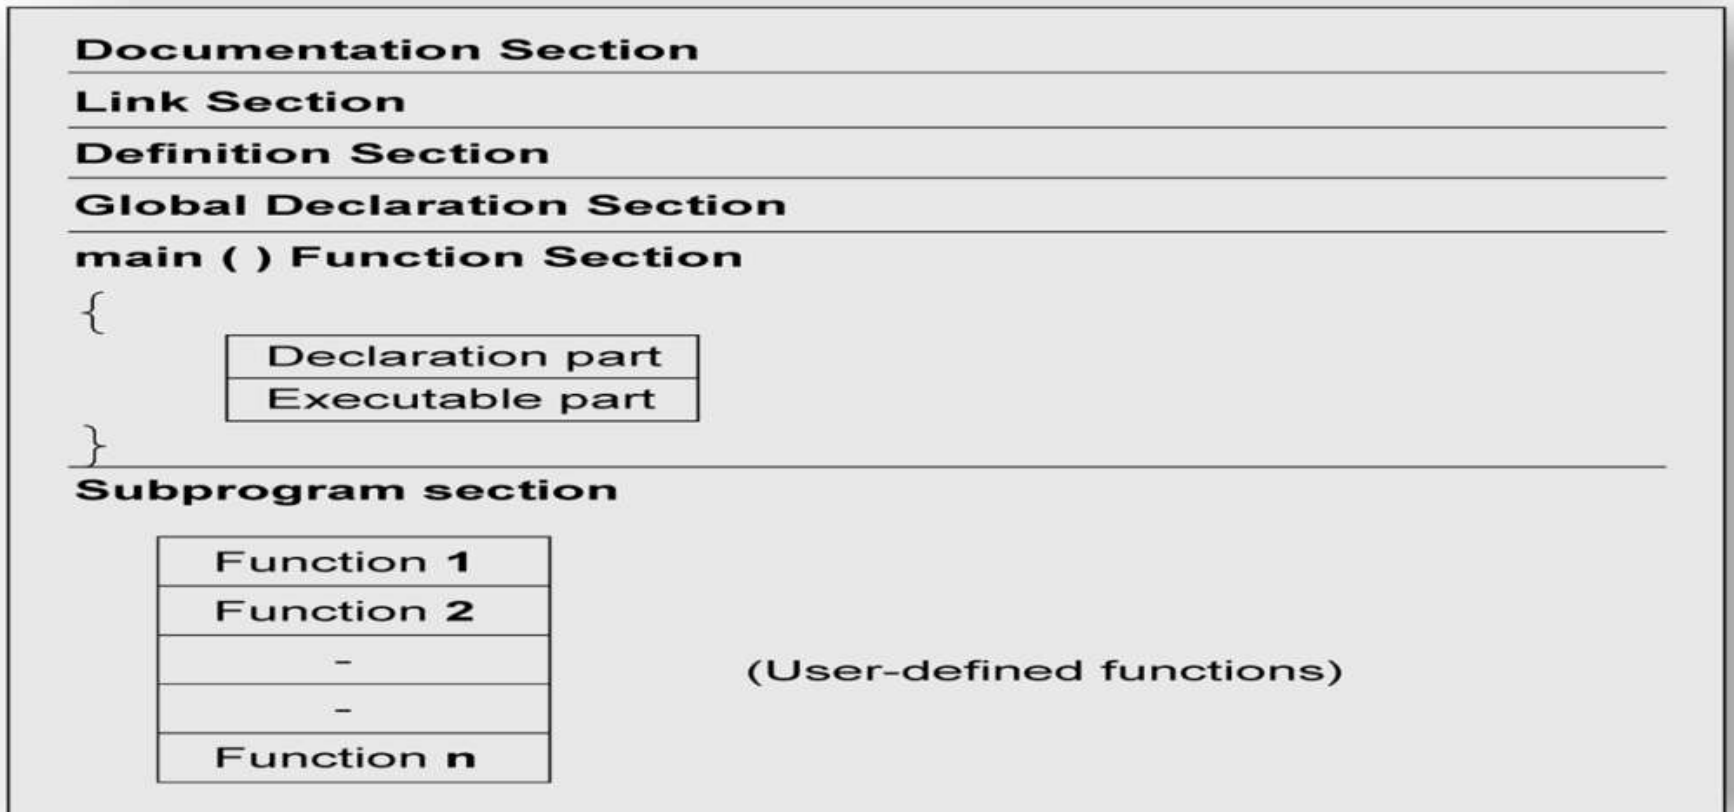 Documentation Section
Link Section
Definition Section
Global Declaration Section
main ( ) Function Section
{
Declaration part
Executable part
}
Subprogram section
Function 1
Function 2
-
(User-defined functions)
-
Function n